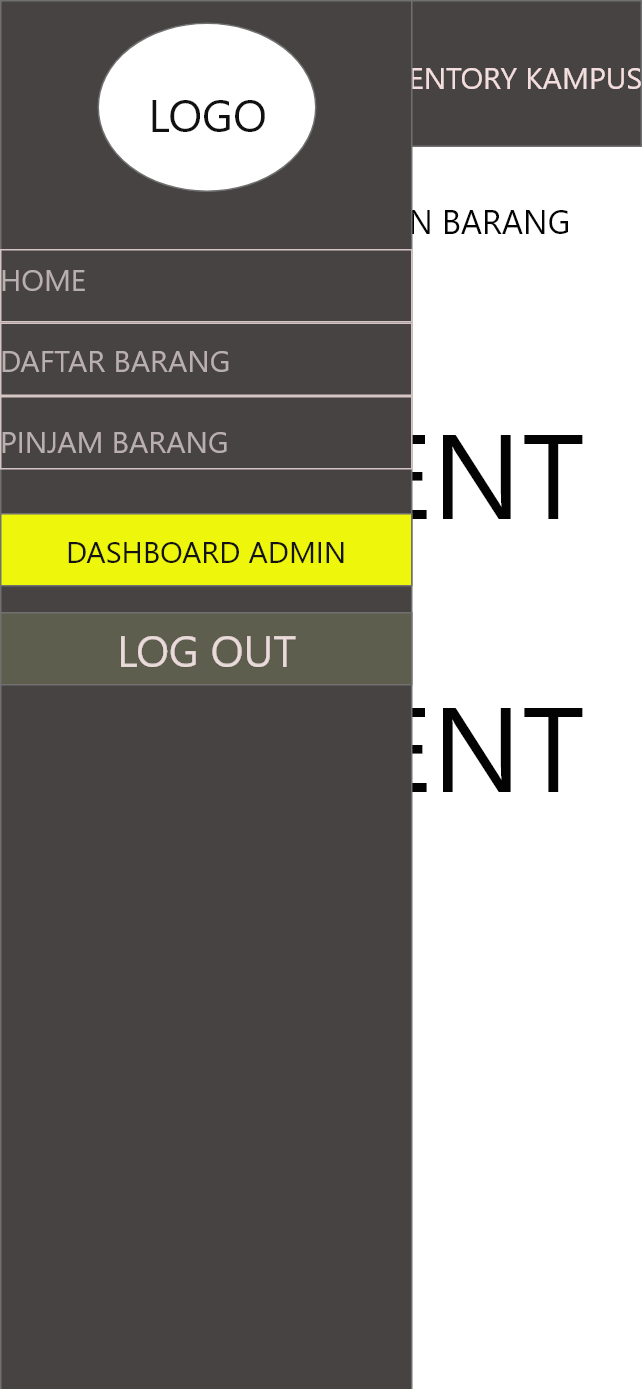 LOGO
ENTORY KAMPUS
N BARANG
HOME
DAFTAR BARANG
PINJAM BARANG
ENT
DASHBOARD ADMIN
LOG OUT
ENT